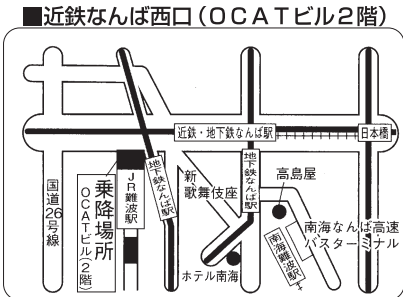 ■近鉄なんば西口(OCATビル2階)
近鉄・地下鉄なんば駅
日本橋
国道26号線
乗降場所
OCATビル(2階)
JR難波駅
地下鉄なんば駅
新歌舞伎座
地下鉄なんば駅
高島屋
ホテル南海
南海難波駅
南海なんば高速
バスターミナル